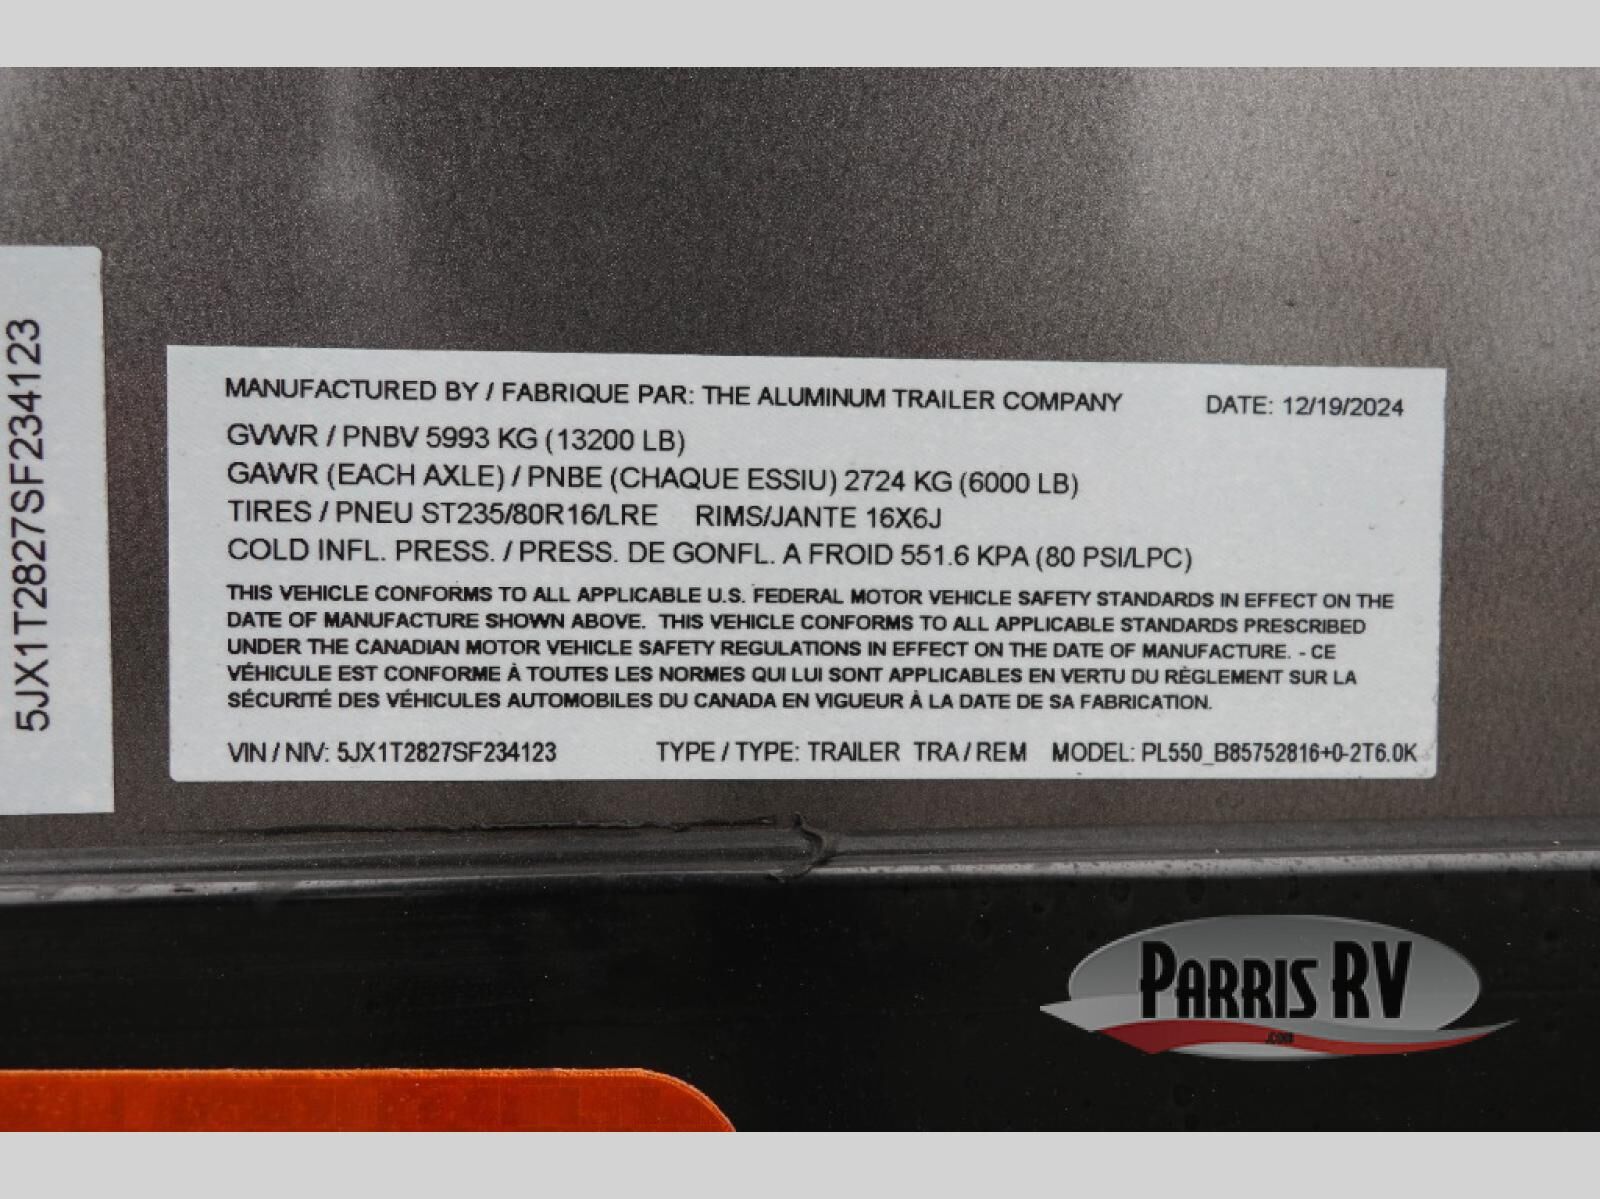 5JX1T2827SF234123
MANUFACTURED BY / FABRIQUE PAR: THE ALUMINUM TRAILER COMPANY DATE: 12/19/2024
GVWR / PNBV 5993 KG (13200 LB)
GAWR (EACH AXLE) / PNBE (CHAQUE ESSIU) 2724 KG (6000 LB)
TIRES / PNEU ST235/80R16/LRE RIMS/JANTE 16X6J
COLD INFL. PRESS. / PRESS. DE GONFL. A FROID 551.6 KPA (80 PSI/LPC)
THIS VEHICLE CONFORMS TO ALL APPLICABLE U.S. FEDERAL MOTOR VEHICLE SAFETY STANDARDS IN EFFECT ON THE
DATE OF MANUFACTURE SHOWN ABOVE. THIS VEHICLE CONFORMS TO ALL APPLICABLE STANDARDS PRESCRIBED
UNDER THE CANADIAN MOTOR VEHICLE SAFETY REGULATIONS IN EFFECT ON THE DATE OF MANUFACTURE. - CE
VÉHICULE EST CONFORME À TOUTES LES NORMES QUI LUI SONT APPLICABLES EN VERTU DU RÈGLEMENT SUR LA
SÉCURITÉ DES VÉHICULES AUTOMOBILES DU CANADA EN VIGUEUR À LA DATE DE SA FABRICATION.
VIN / NIV: 5JX1T2827SF234123 TYPE / TYPE: TRAILER TRA / REM MODEL: PL550_B85752816+0-2T6.0K
PARRIS RV
.COM